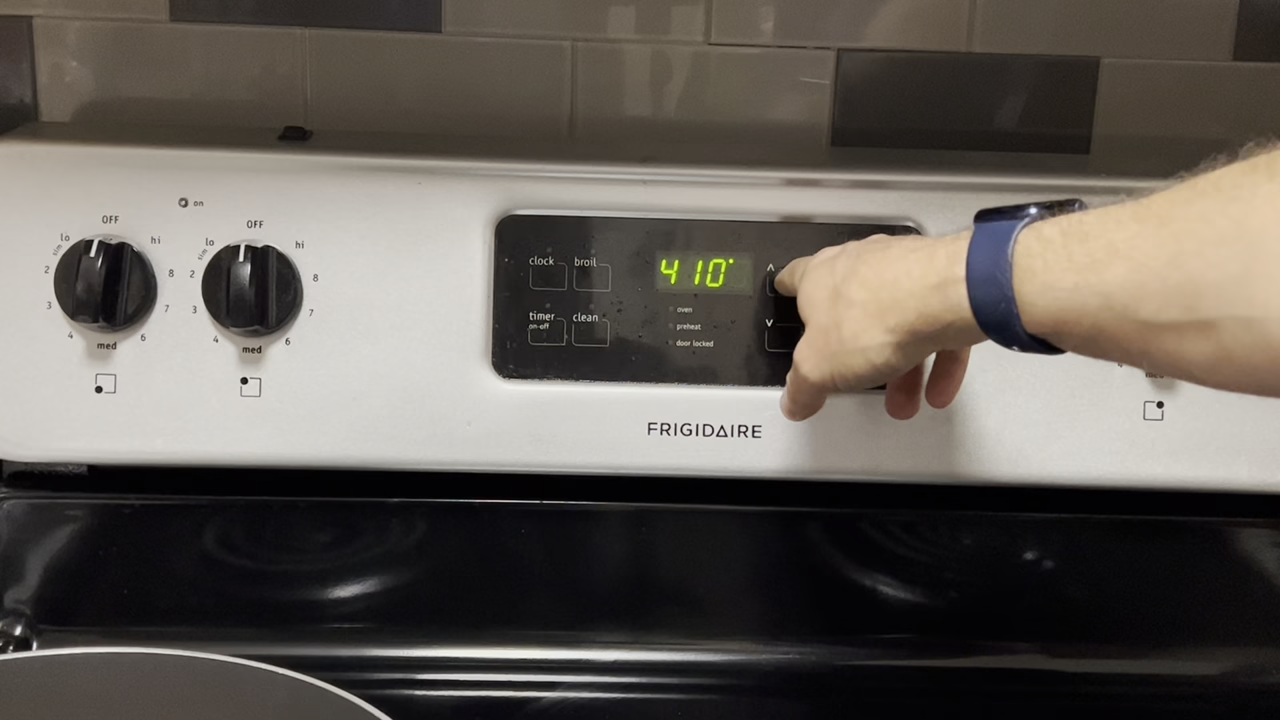 on
OFF
lo
sim
hi
2
8
3
7
4
6
med
OFF
lo
sim
hi
2
8
3
7
4
6
med
clock
broil
timer
on-off
clean
410°
oven
preheat
door locked
FRIGIDAIRE